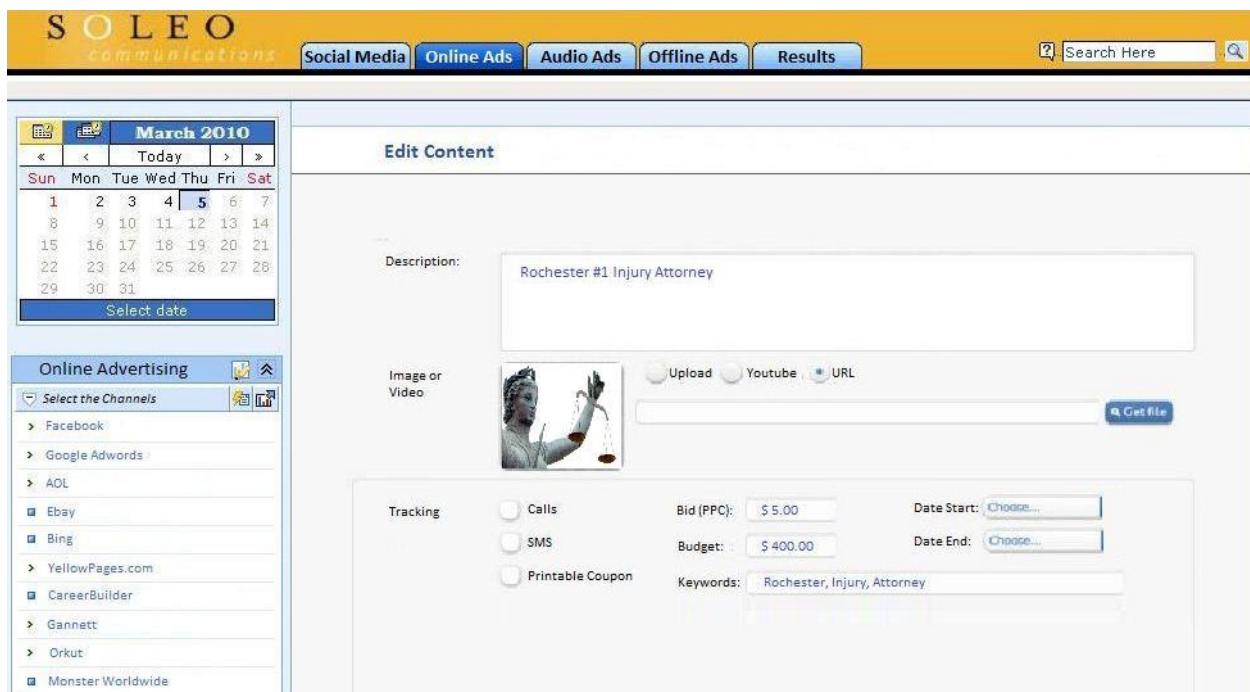 SOLEO
communications
Social Media Online Ads Audio Ads Offline Ads Results
? Search Here
March 2010
« ‹ Today › »
Sun Mon Tue Wed Thu Fri Sat
1 2 3 4 5 6 7
8 9 10 11 12 13 14
15 16 17 18 19 20 21
22 23 24 25 26 27 28
29 30 31
Select date
Online Advertising
Select the Channels
Facebook
Google Adwords
AOL
Ebay
Bing
YellowPages.com
CareerBuilder
Gannett
Orkut
Monster Worldwide
Edit Content
Description: Rochester #1 Injury Attorney
Image or
Video
Upload Youtube URL
Get file
Tracking Calls Bid (PPC): $ 5.00 Date Start: Choose...
SMS Budget: $ 400.00 Date End: Choose...
Printable Coupon Keywords: Rochester, Injury, Attorney